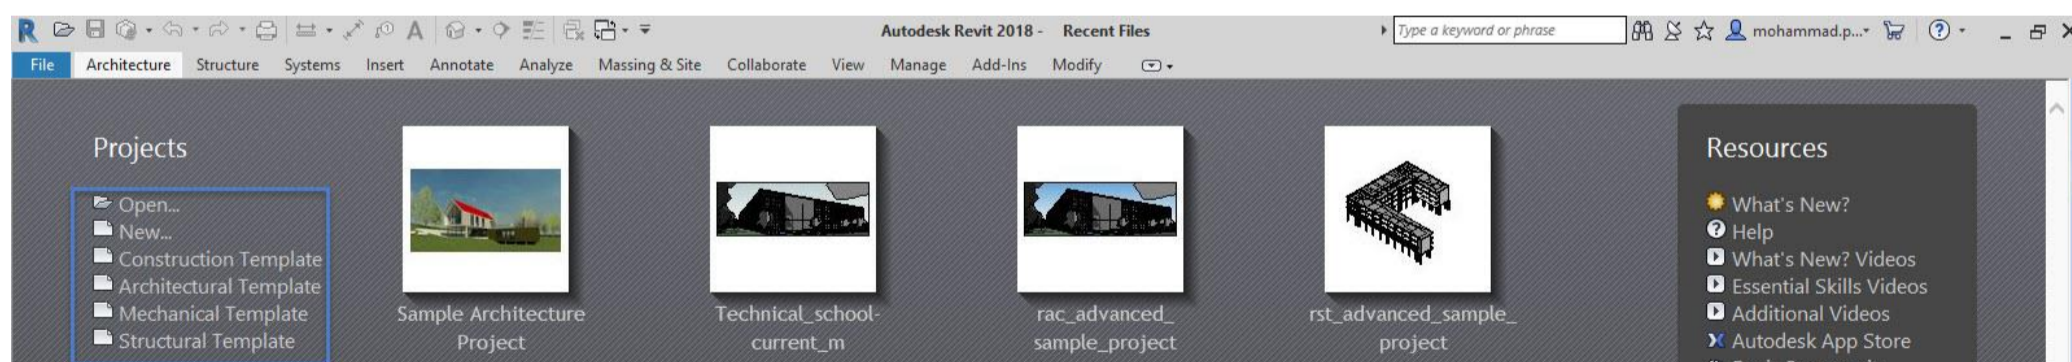 Autodesk Revit 2018 - Recent Files
Type a keyword or phrase
mohammad.p...
File Architecture Structure Systems Insert Annotate Analyze Massing & Site Collaborate View Manage Add-Ins Modify
Projects
Open...
New...
Construction Template
Architectural Template
Mechanical Template
Structural Template
Sample Architecture
Project
Technical_school-
current_m
rac_advanced_
sample_project
rst_advanced_sample_
project
Resources
What's New?
Help
What's New? Videos
Essential Skills Videos
Additional Videos
Autodesk App Store